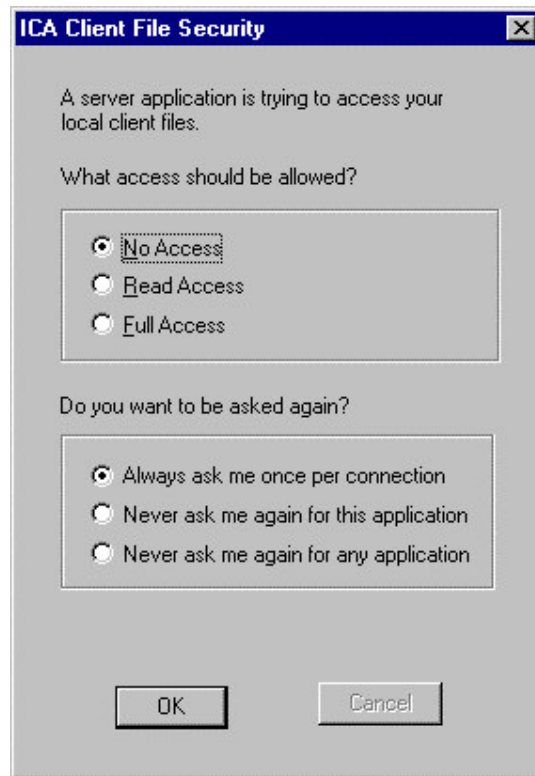 ICA Client File Security
A server application is trying to access your
local client files.
What access should be allowed?
No Access
Read Access
Full Access
Do you want to be asked again?
Always ask me once per connection
Never ask me again for this application
Never ask me again for any application
OK
Cancel